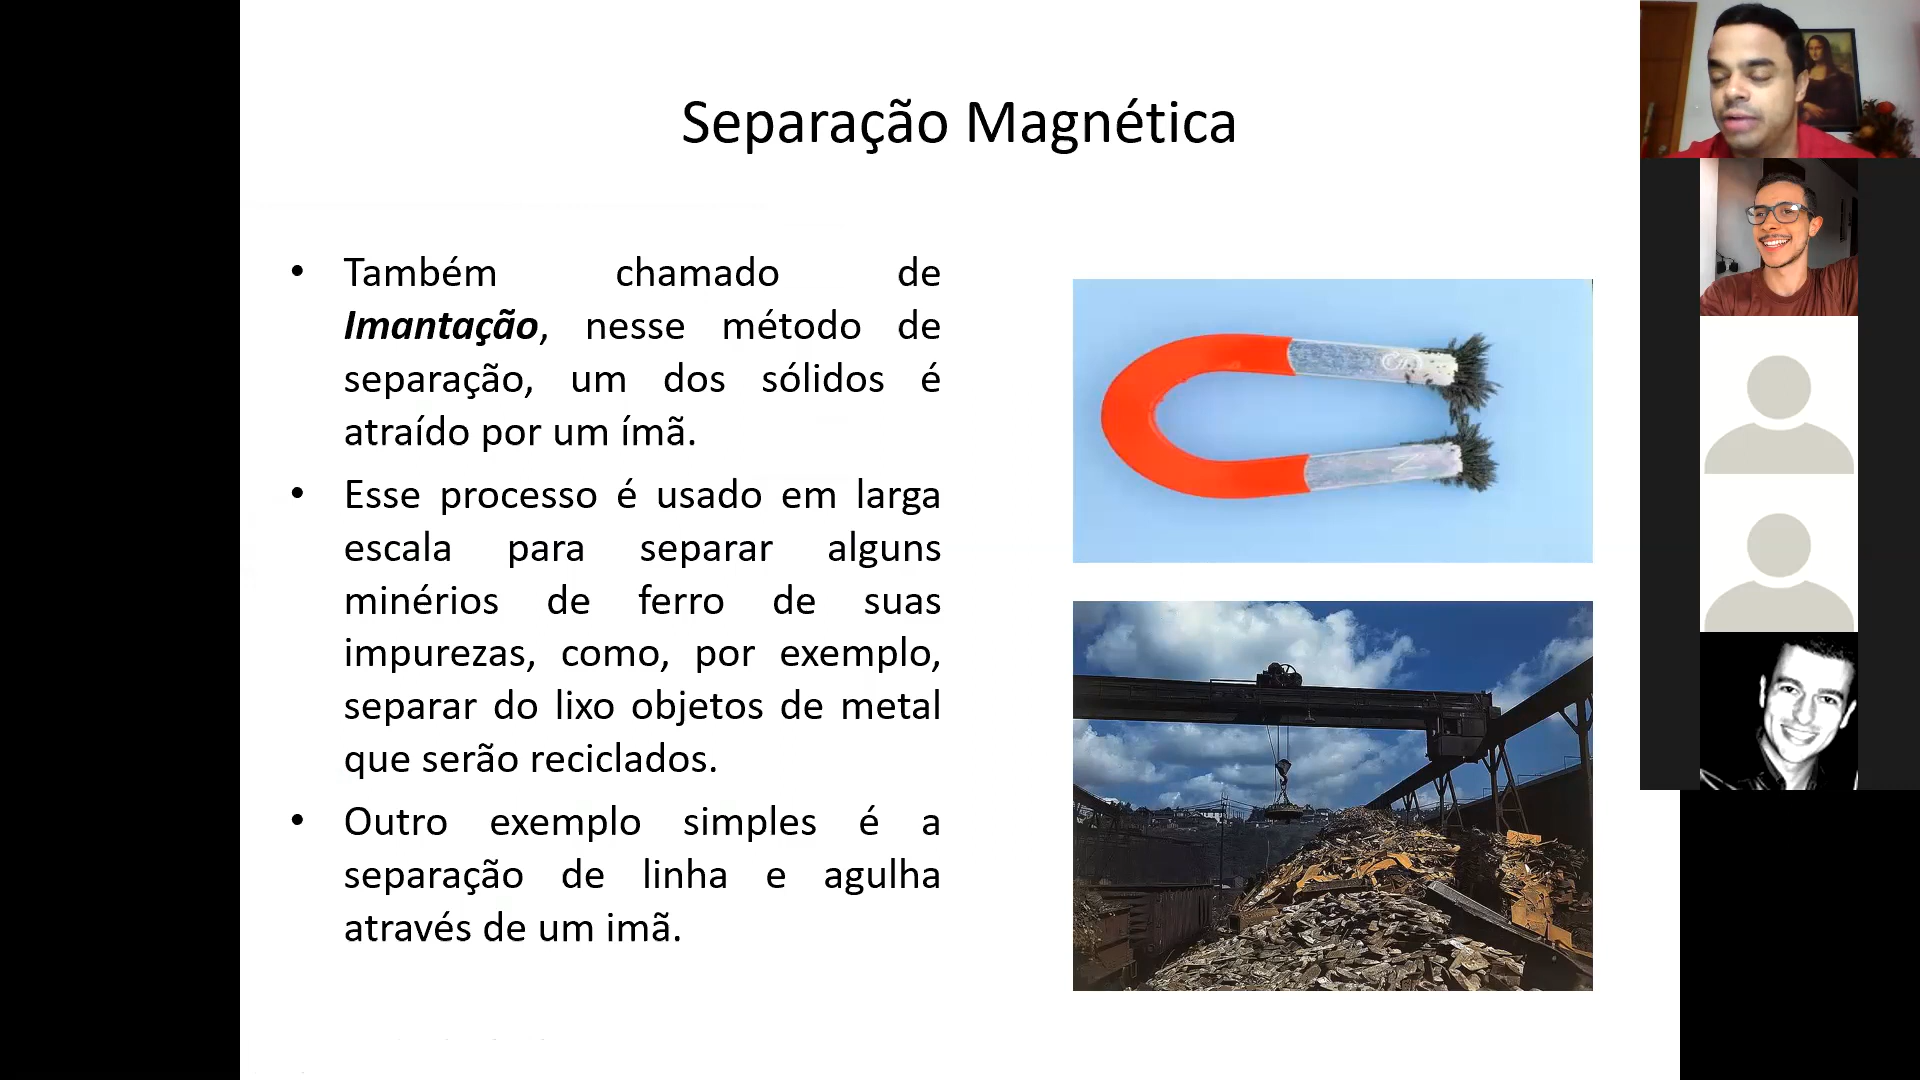 Separação Magnética
• Também chamado de
Imantação, nesse método de
separação, um dos sólidos é
atraído por um ímã.
• Esse processo é usado em larga
escala para separar alguns
minérios de ferro de suas
impurezas, como, por exemplo,
separar do lixo objetos de metal
que serão reciclados.
• Outro exemplo simples é a
separação de linha e agulha
através de um imã.